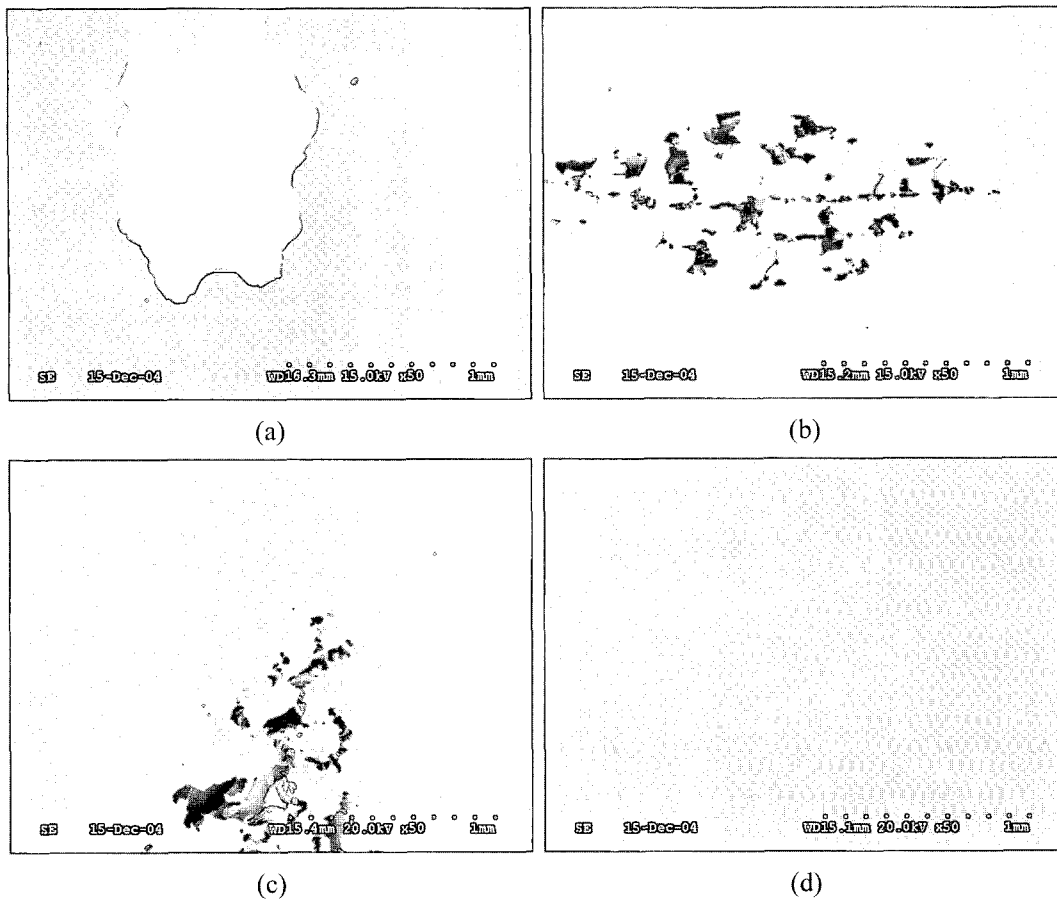 SE 15-Dec-04 WD16.3mm 15.0kV x50 1mm
SE 15-Dec-04 WD15.2mm 15.0kV x50 1mm
(a)
(b)
SE 15-Dec-04 WD15.4mm 20.0kV x50 1mm
SE 15-Dec-04 WD15.1mm 20.0kV x50 1mm
(c)
(d)